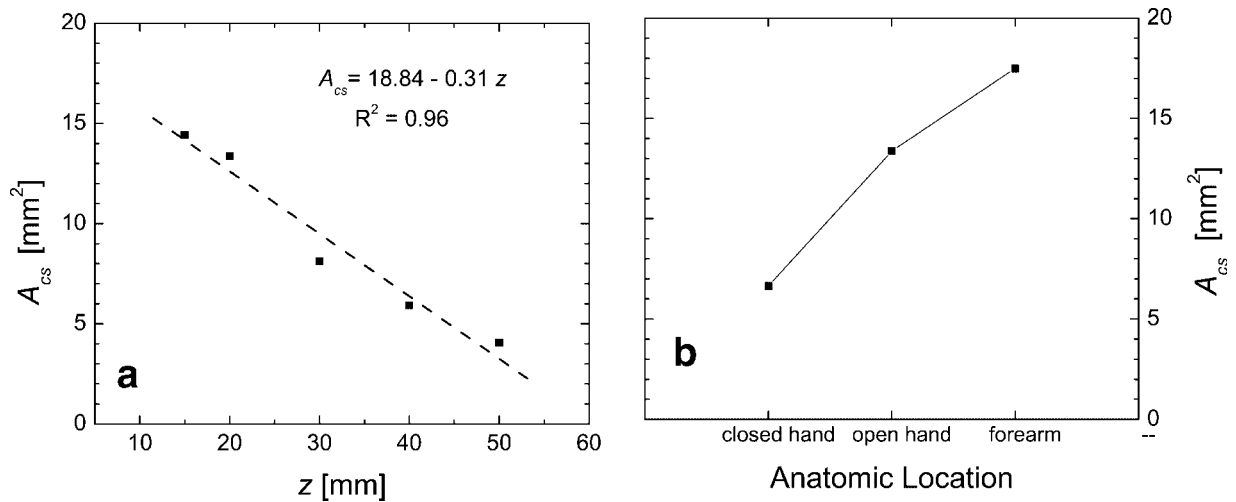 20
15
10
5
0
A_cs [mm²]
A_cs = 18.84 - 0.31 z
R² = 0.96
a
10 20 30 40 50 60
z [mm]
20
15
10
5
0
A_cs [mm²]
b
closed hand open hand forearm --
Anatomic Location